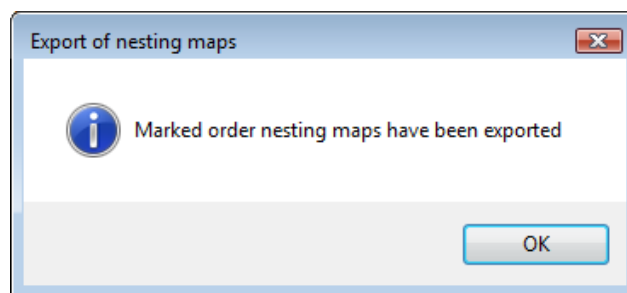 Export of nesting maps
Marked order nesting maps have been exported
OK